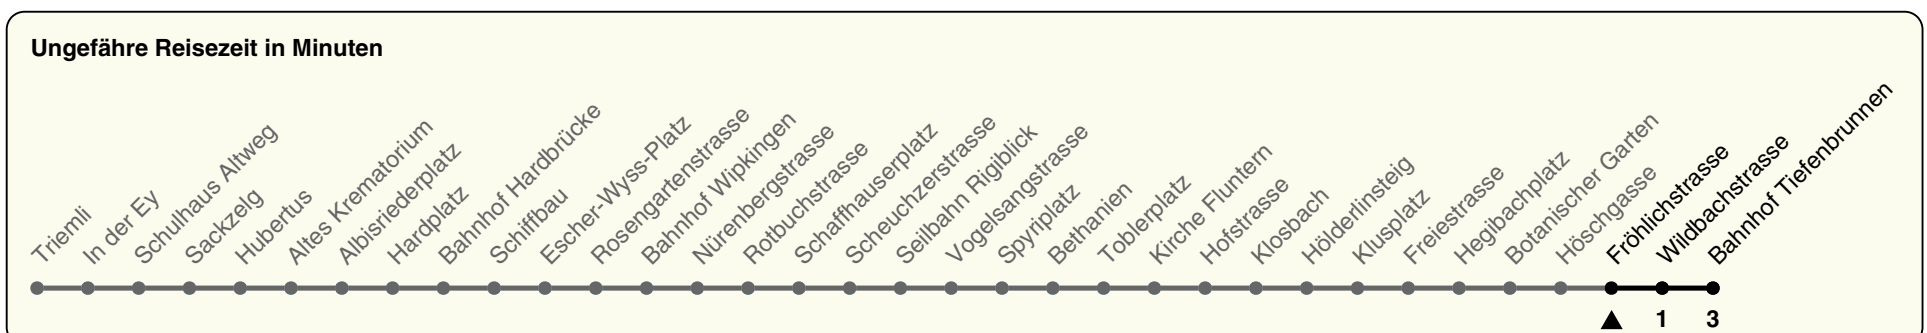 Ungefähre Reisezeit in Minuten
Triemli
In der Ey
Schulhaus Altweg
Sackzelg
Hubertus
Altes Krematorium
Albisriederplatz
Hardplatz
Bahnhof Hardbrücke
Schiffbau
Escher-Wyss-Platz
Rosengartenstrasse
Bahnhof Wipkingen
Nürenbergstrasse
Rotbuchstrasse
Schaffhauserplatz
Scheuchzerstrasse
Seilbahn Rigiblick
Vogelsangstrasse
Spyriplatz
Bethanien
Toblerplatz
Kirche Fluntern
Hofstrasse
Klosbach
Hölderlinsteig
Klusplatz
Freiestrasse
Hegibachplatz
Botanischer Garten
Höschgasse
Fröhlichstrasse
Wildbachstrasse
Bahnhof Tiefenbrunnen
1 3